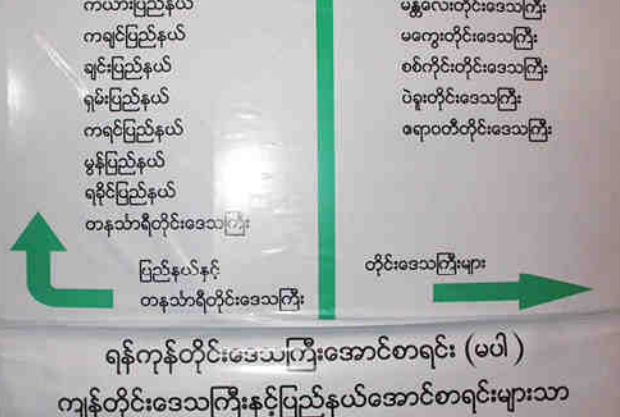 ကယားပြည်နယ်
ကချင်ပြည်နယ်
ချင်းပြည်နယ်
ရှမ်းပြည်နယ်
ကရင်ပြည်နယ်
မွန်ပြည်နယ်
ရခိုင်ပြည်နယ်
တနင်္သာရီတိုင်းဒေသကြီး
ပြည်နယ်နှင့်
တနင်္သာရီတိုင်းဒေသကြီး
မန္တလေးတိုင်းဒေသကြီး
မကွေးတိုင်းဒေသကြီး
စစ်ကိုင်းတိုင်းဒေသကြီး
ပဲခူးတိုင်းဒေသကြီး
ဧရာဝတီတိုင်းဒေသကြီး
တိုင်းဒေသကြီးများ
ရန်ကုန်တိုင်းဒေသကြီးအောင်စာရင်း (မပါ)
ကျန်တိုင်းဒေသကြီးနှင့်ပြည်နယ်အောင်စာရင်းများသာ